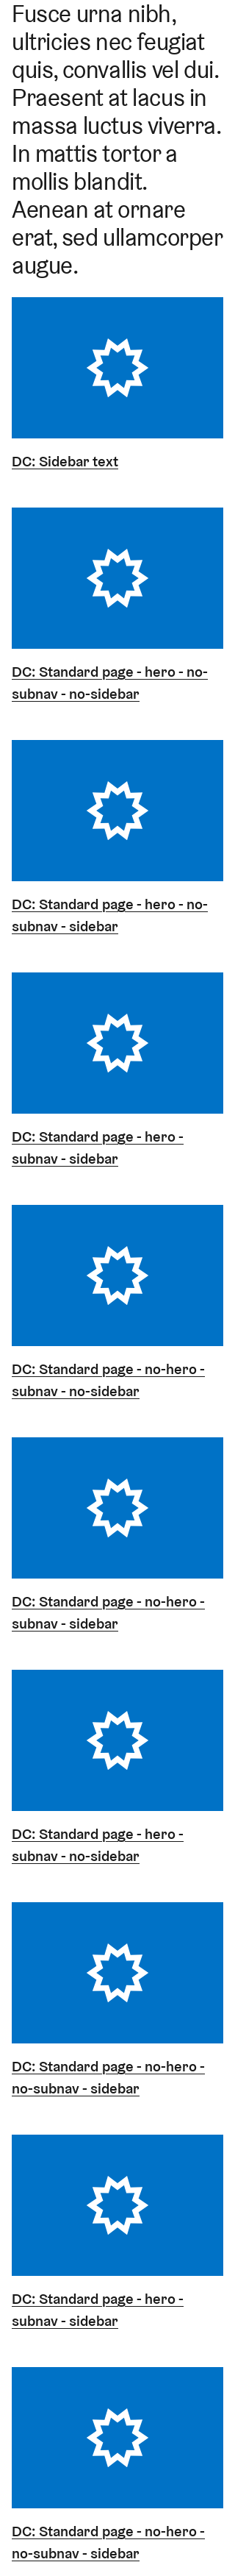 Fusce urna nibh,
ultricies nec feugiat
quis, convallis vel dui.
Praesent at lacus in
massa luctus viverra.
In mattis tortor a
mollis blandit.
Aenean at ornare
erat, sed ullamcorper
augue.
DC: Sidebar text
DC: Standard page - hero - no-
subnav - no-sidebar
DC: Standard page - hero - no-
subnav - sidebar
DC: Standard page - hero -
subnav - sidebar
DC: Standard page - no-hero -
subnav - no-sidebar
DC: Standard page - no-hero -
subnav - sidebar
DC: Standard page - hero -
subnav - no-sidebar
DC: Standard page - no-hero -
no-subnav - sidebar
DC: Standard page - hero -
subnav - sidebar
DC: Standard page - no-hero -
no-subnav - sidebar